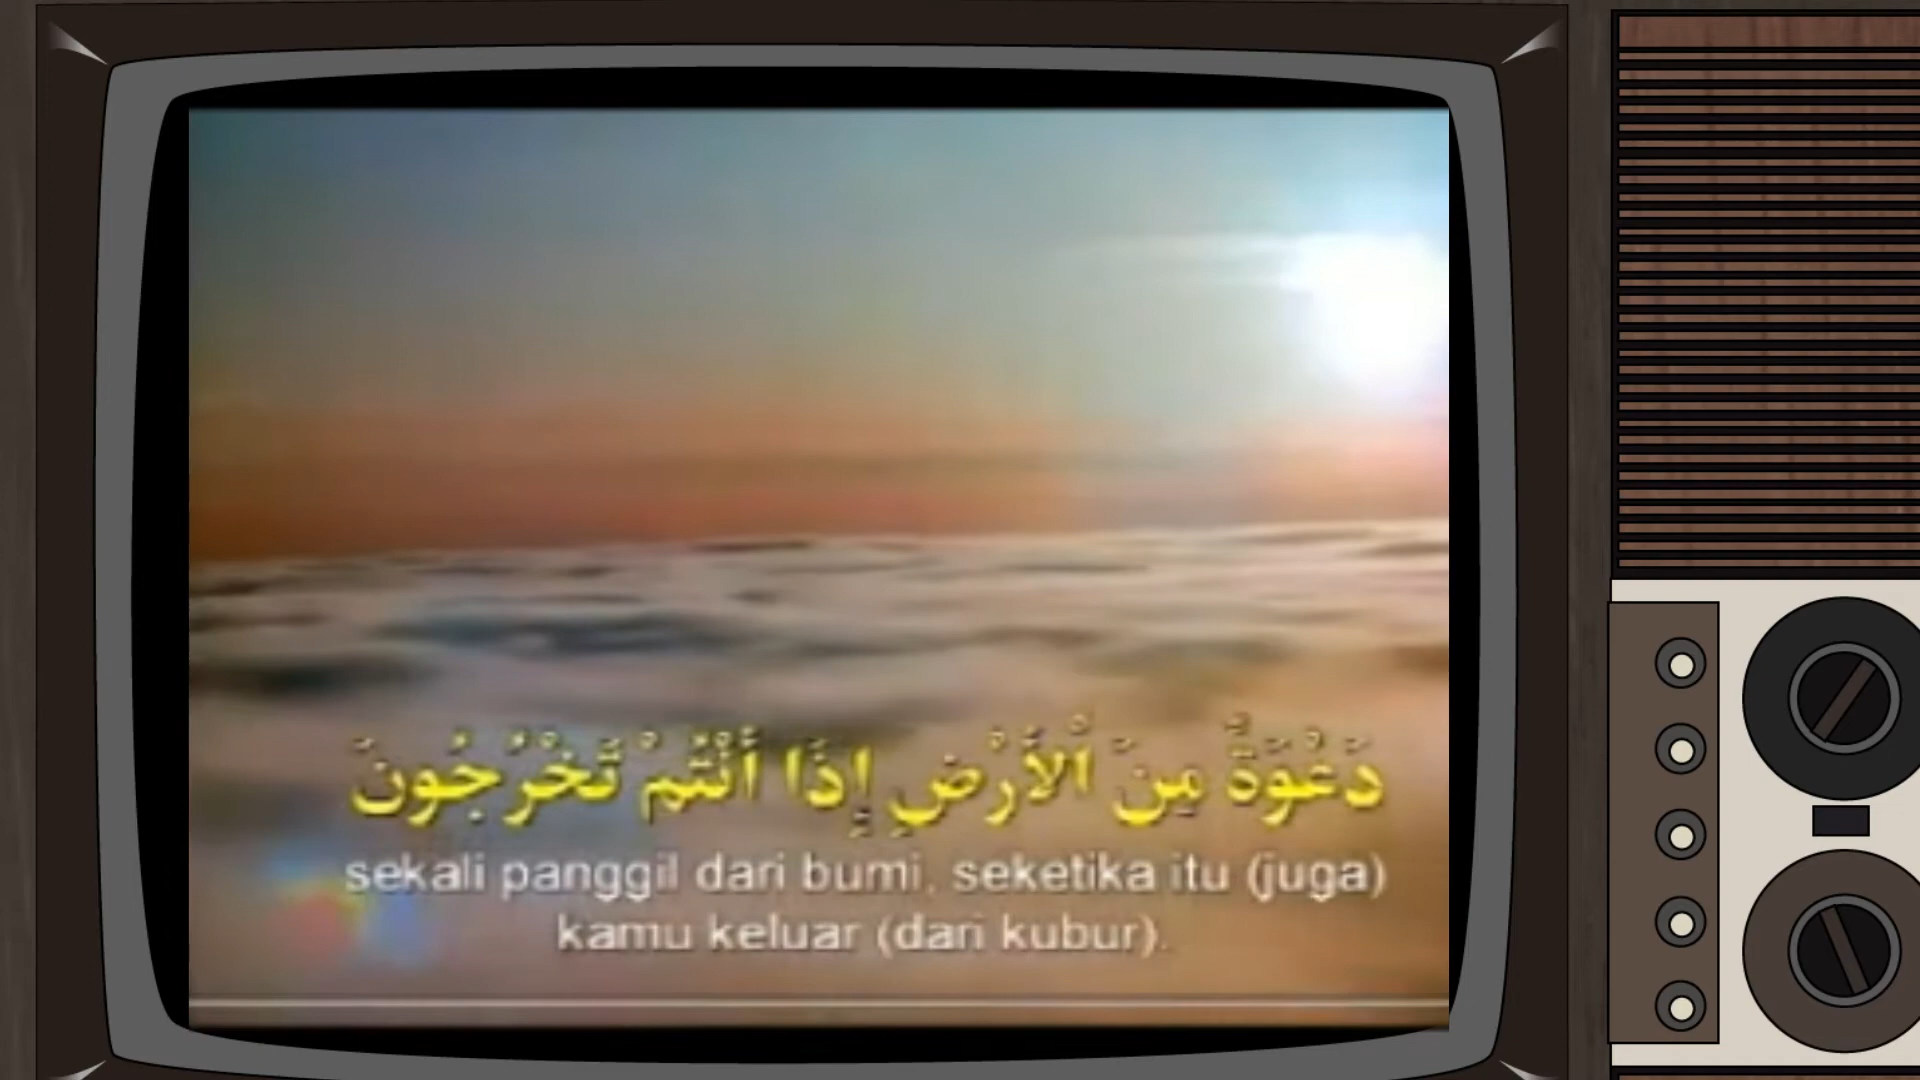 دَعْوَةً مِنَ الْأَرْضِ إِذَا أَنْتُمْ تَخْرُجُونَ
sekali panggil dari bumi, seketika itu (juga)
kamu keluar (dari kubur).